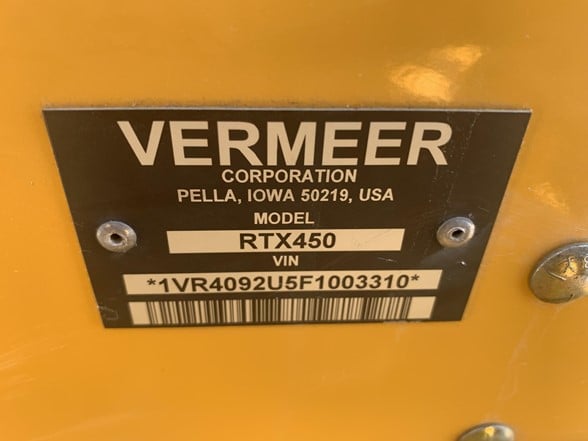 VERMEER
CORPORATION
PELLA, IOWA 50219, USA
MODEL
RTX450
VIN
*1VR4092U5F1003310*